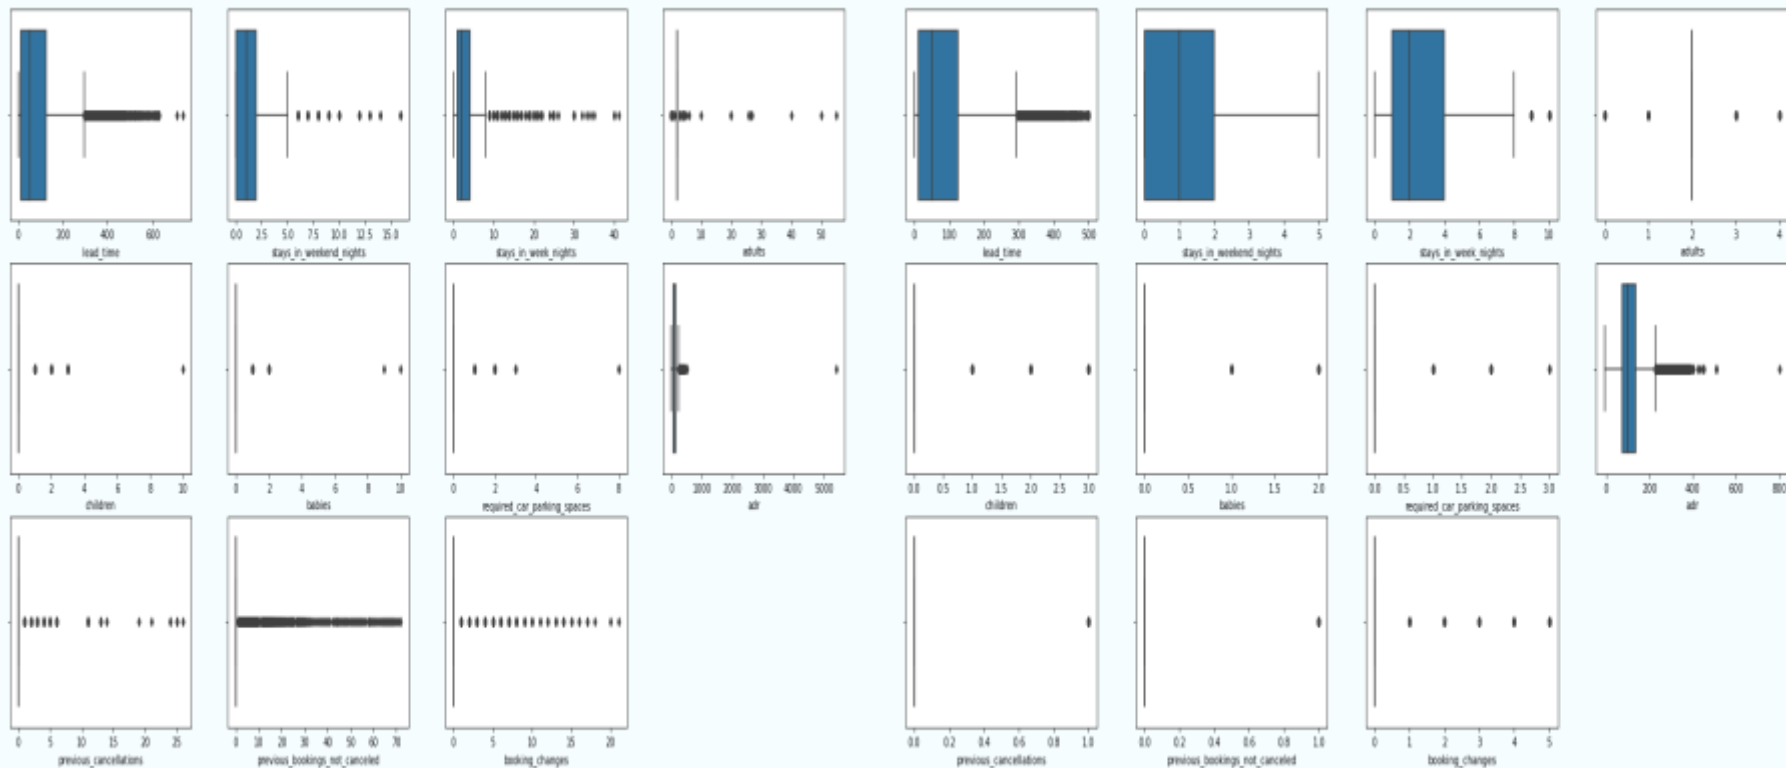 0 200 400 600
lead_time
0.0 2.5 5.0 7.5 10.0 12.5 15.0
stays_in_weekend_nights
0 10 20 30 40
stays_in_week_nights
0 10 20 30 40 50
adults
0 100 200 300 400 500
lead_time
0 1 2 3 4 5
stays_in_weekend_nights
0 2 4 6 8 10
stays_in_week_nights
0 1 2 3 4
adults
0 2 4 6 8 10
children
0 2 4 6 8 10
babies
0 2 4 6 8
required_car_parking_spaces
0 1000 2000 3000 4000 5000
adr
0.0 0.5 1.0 1.5 2.0 2.5 3.0
children
0.0 0.5 1.0 1.5 2.0
babies
0.0 0.5 1.0 1.5 2.0 2.5 3.0
required_car_parking_spaces
0 200 400 600 800
adr
0 5 10 15 20 25
previous_cancellations
0 10 20 30 40 50 60 70
previous_bookings_not_canceled
0 5 10 15 20
booking_changes
0.0 0.2 0.4 0.6 0.8 1.0
previous_cancellations
0.0 0.2 0.4 0.6 0.8 1.0
previous_bookings_not_canceled
0 1 2 3 4 5
booking_changes